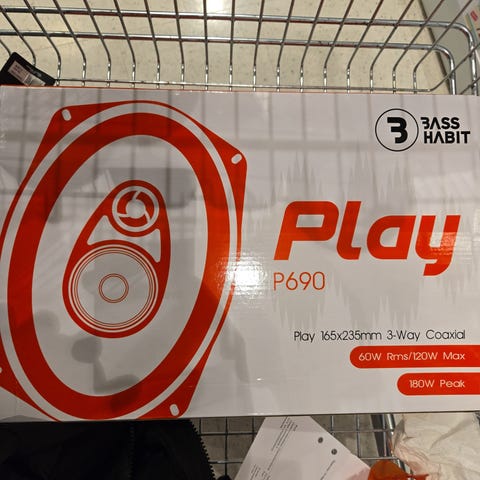 BASS
HABIT
Play
P690
Play 165x235mm 3-Way Coaxial
60W Rms/120W Max
180W Peak